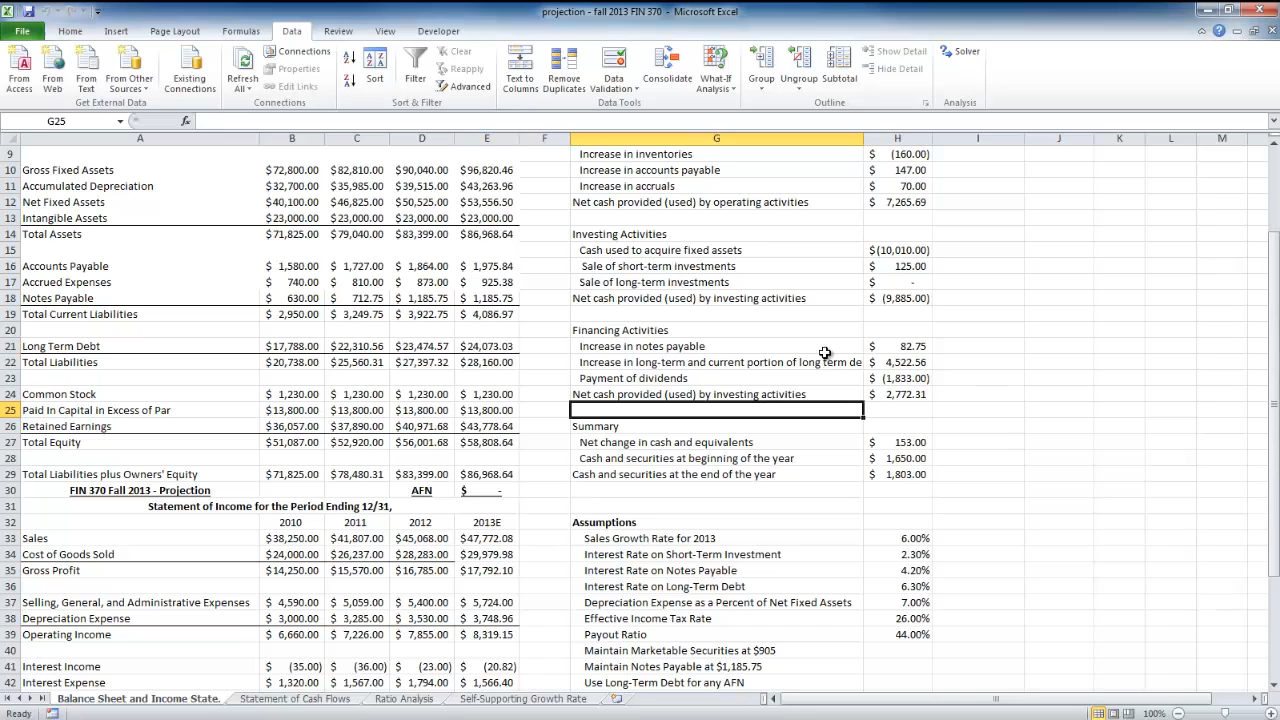 projection - fall 2013 FIN 370 - Microsoft Excel
File Home Insert Page Layout Formulas Data Review View Developer
From Access From Web From Text From Other Sources Existing Connections Refresh All Connections Properties Edit Links Sort Filter Clear Reapply Advanced Text to Columns Remove Duplicates Data Validation Consolidate What-If Analysis Group Ungroup Subtotal Show Detail Hide Detail Solver
Get External Data Connections Sort & Filter Data Tools Outline Analysis
G25 fx
A B C D E F G H I J K L M
9 Increase in inventories $ (160.00)
10 Gross Fixed Assets $72,800.00 $82,810.00 $90,040.00 $96,820.46 Increase in accounts payable $ 147.00
11 Accumulated Depreciation $32,700.00 $35,985.00 $39,515.00 $43,263.96 Increase in accruals $ 70.00
12 Net Fixed Assets $40,100.00 $46,825.00 $50,525.00 $53,556.50 Net cash provided (used) by operating activities $ 7,265.69
13 Intangible Assets $23,000.00 $23,000.00 $23,000.00 $23,000.00
14 Total Assets $71,825.00 $79,040.00 $83,399.00 $86,968.64 Investing Activities
15 Cash used to acquire fixed assets $(10,010.00)
16 Accounts Payable $ 1,580.00 $ 1,727.00 $ 1,864.00 $ 1,975.84 Sale of short-term investments $ 125.00
17 Accrued Expenses $ 740.00 $ 810.00 $ 873.00 $ 925.38 Sale of long-term investments $ -
18 Notes Payable $ 630.00 $ 712.75 $ 1,185.75 $ 1,185.75 Net cash provided (used) by investing activities $ (9,885.00)
19 Total Current Liabilities $ 2,950.00 $ 3,249.75 $ 3,922.75 $ 4,086.97
20 Financing Activities
21 Long Term Debt $17,788.00 $22,310.56 $23,474.57 $24,073.03 Increase in notes payable $ 82.75
22 Total Liabilities $20,738.00 $25,560.31 $27,397.32 $28,160.00 Increase in long-term and current portion of long term de $ 4,522.56
23 Payment of dividends $ (1,833.00)
24 Common Stock $ 1,230.00 $ 1,230.00 $ 1,230.00 $ 1,230.00 Net cash provided (used) by investing activities $ 2,772.31
25 Paid In Capital in Excess of Par $13,800.00 $13,800.00 $13,800.00 $13,800.00
26 Retained Earnings $36,057.00 $37,890.00 $40,971.68 $43,778.64 Summary
27 Total Equity $51,087.00 $52,920.00 $56,001.68 $58,808.64 Net change in cash and equivalents $ 153.00
28 Cash and securities at beginning of the year $ 1,650.00
29 Total Liabilities plus Owners' Equity $71,825.00 $78,480.31 $83,399.00 $86,968.64 Cash and securities at the end of the year $ 1,803.00
30 FIN 370 Fall 2013 - Projection AFN $ -
31 Statement of Income for the Period Ending 12/31,
32 2010 2011 2012 2013E Assumptions
33 Sales $38,250.00 $41,807.00 $45,068.00 $47,772.08 Sales Growth Rate for 2013 6.00%
34 Cost of Goods Sold $24,000.00 $26,237.00 $28,283.00 $29,979.98 Interest Rate on Short-Term Investment 2.30%
35 Gross Profit $14,250.00 $15,570.00 $16,785.00 $17,792.10 Interest Rate on Notes Payable 4.20%
36 Interest Rate on Long-Term Debt 6.30%
37 Selling, General, and Administrative Expenses $ 4,590.00 $ 5,059.00 $ 5,400.00 $ 5,724.00 Depreciation Expense as a Percent of Net Fixed Assets 7.00%
38 Depreciation Expense $ 3,000.00 $ 3,285.00 $ 3,530.00 $ 3,748.96 Effective Income Tax Rate 26.00%
39 Operating Income $ 6,660.00 $ 7,226.00 $ 7,855.00 $ 8,319.15 Payout Ratio 44.00%
40 Maintain Marketable Securities at $905
41 Interest Income $ (35.00) $ (36.00) $ (23.00) $ (20.82) Maintain Notes Payable at $1,185.75
42 Interest Expense $ 1,320.00 $ 1,567.00 $ 1,794.00 $ 1,566.40 Use Long-Term Debt for any AFN
Balance Sheet and Income State. Statement of Cash Flows Ratio Analysis Self-Supporting Growth Rate
Ready 100%